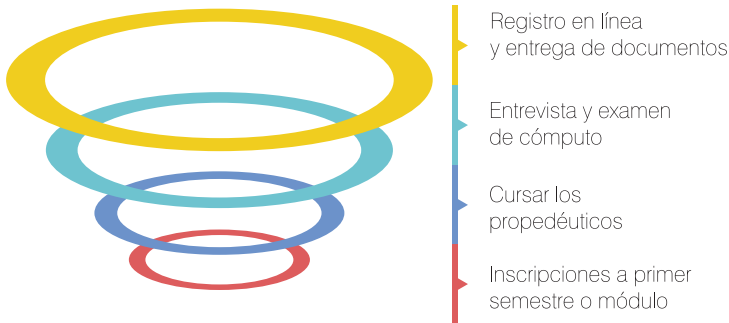 Registro en línea
y entrega de documentos
Entrevista y examen
de cómputo
Cursar los
propedéuticos
Inscripciones a primer
semestre o módulo